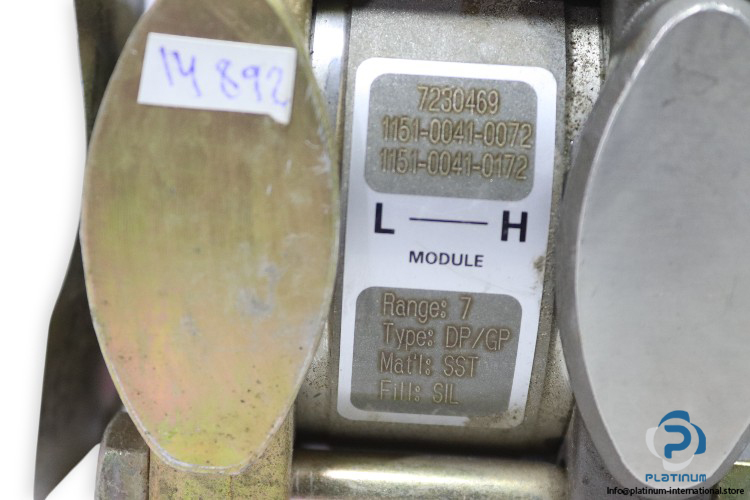 14892
7230469
1151-0041-0072
1151-0041-0172
L H
MODULE
Range: 7
Type: DP/GP
Mat'l: SST
Fill: SIL
PLATINUM
info@platinum-international.store